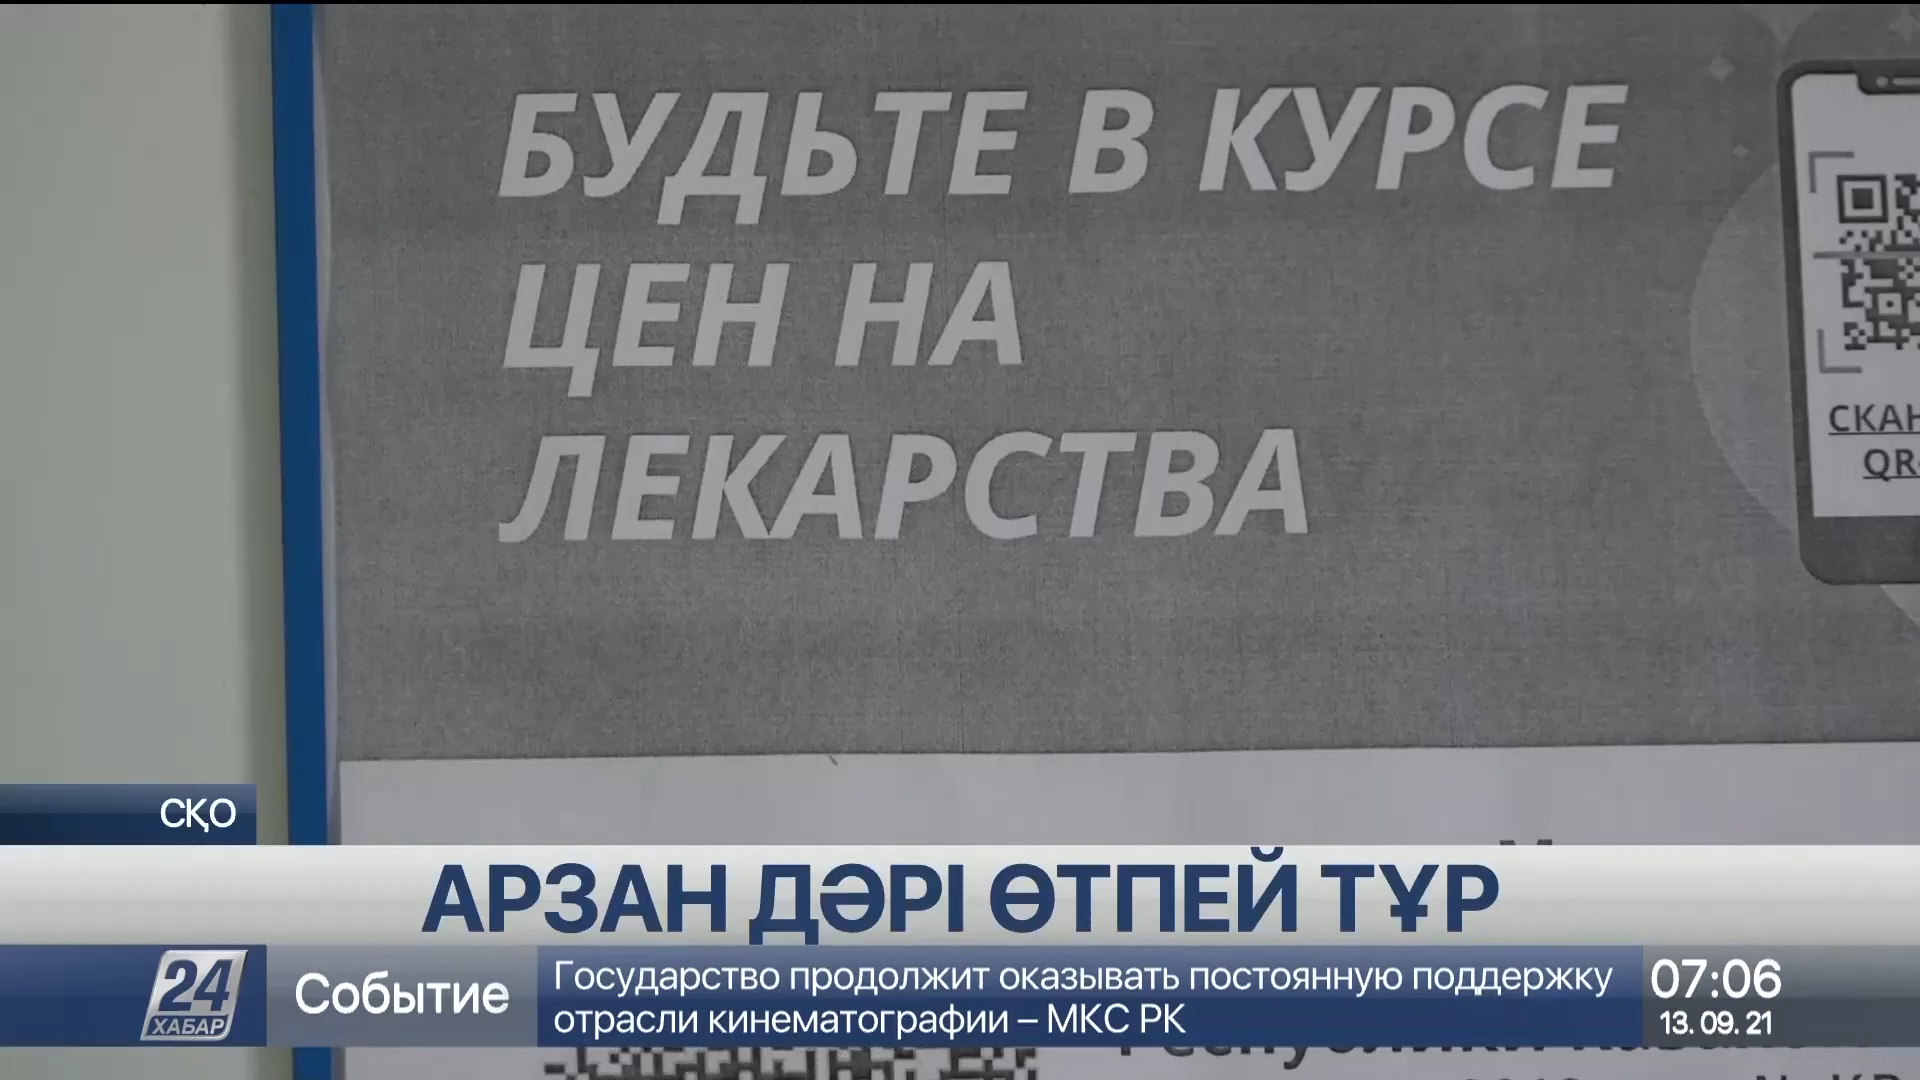 БУДЬТЕ В КУРСЕ
ЦЕН НА
ЛЕКАРСТВА
СҚО
АРЗАН ДӘРІ ӨТПЕЙ ТҰР
24
ХАБАР
Событие
Государство продолжит оказывать постоянную поддержку
отрасли кинематографии – МКС РК
07:06
13.09.21